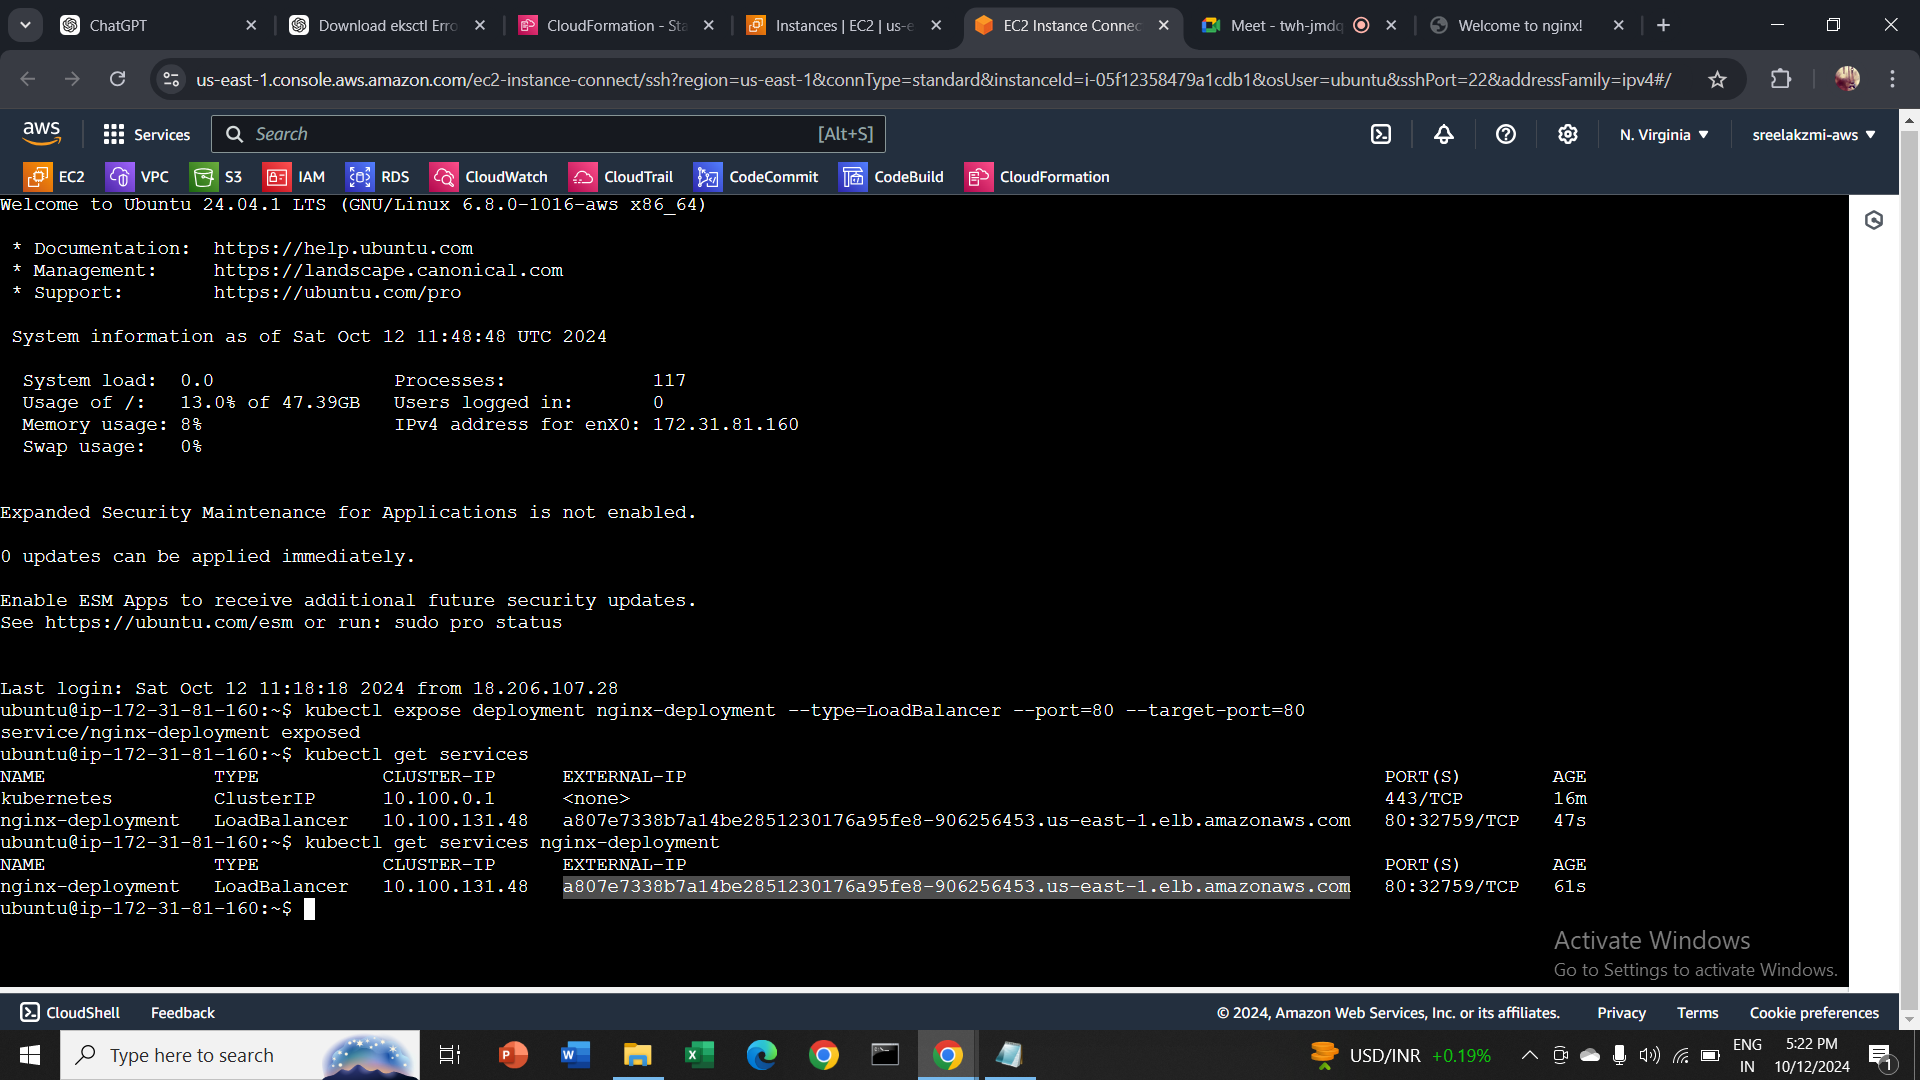 ChatGPT
Download eksctl Erro
CloudFormation - Sta
Instances | EC2 | us-e
EC2 Instance Connec
Meet - twh-jmdq
Welcome to nginx!
us-east-1.console.aws.amazon.com/ec2-instance-connect/ssh?region=us-east-1&connType=standard&instanceId=i-05f12358479a1cdb1&osUser=ubuntu&sshPort=22&addressFamily=ipv4#/
aws Services Search [Alt+S] N. Virginia sreelakzmi-aws
EC2 VPC S3 IAM RDS CloudWatch CloudTrail CodeCommit CodeBuild CloudFormation
Welcome to Ubuntu 24.04.1 LTS (GNU/Linux 6.8.0-1016-aws x86_64)
* Documentation: https://help.ubuntu.com
* Management: https://landscape.canonical.com
* Support: https://ubuntu.com/pro
System information as of Sat Oct 12 11:48:48 UTC 2024
System load: 0.0 Processes: 117
Usage of /: 13.0% of 47.39GB Users logged in: 0
Memory usage: 8% IPv4 address for enX0: 172.31.81.160
Swap usage: 0%
Expanded Security Maintenance for Applications is not enabled.
0 updates can be applied immediately.
Enable ESM Apps to receive additional future security updates.
See https://ubuntu.com/esm or run: sudo pro status
Last login: Sat Oct 12 11:18:18 2024 from 18.206.107.28
ubuntu@ip-172-31-81-160:~$ kubectl expose deployment nginx-deployment --type=LoadBalancer --port=80 --target-port=80
service/nginx-deployment exposed
ubuntu@ip-172-31-81-160:~$ kubectl get services
NAME TYPE CLUSTER-IP EXTERNAL-IP PORT(S) AGE
kubernetes ClusterIP 10.100.0.1 <none> 443/TCP 16m
nginx-deployment LoadBalancer 10.100.131.48 a807e7338b7a14be2851230176a95fe8-906256453.us-east-1.elb.amazonaws.com 80:32759/TCP 47s
ubuntu@ip-172-31-81-160:~$ kubectl get services nginx-deployment
NAME TYPE CLUSTER-IP EXTERNAL-IP PORT(S) AGE
nginx-deployment LoadBalancer 10.100.131.48 a807e7338b7a14be2851230176a95fe8-906256453.us-east-1.elb.amazonaws.com 80:32759/TCP 61s
ubuntu@ip-172-31-81-160:~$
Activate Windows
Go to Settings to activate Windows.
CloudShell Feedback © 2024, Amazon Web Services, Inc. or its affiliates. Privacy Terms Cookie preferences
Type here to search
USD/INR +0.19%
ENG
IN
5:22 PM
10/12/2024
1